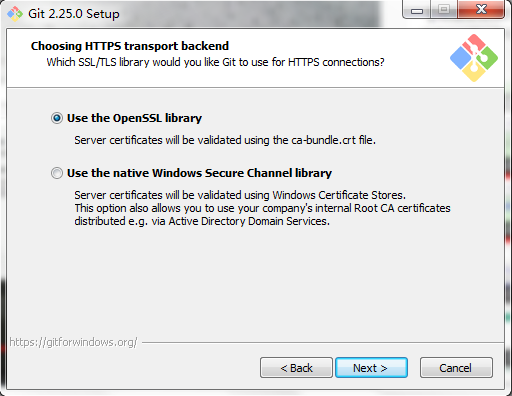 Git 2.25.0 Setup
Choosing HTTPS transport backend
Which SSL/TLS library would you like Git to use for HTTPS connections?
Use the OpenSSL library
Server certificates will be validated using the ca-bundle.crt file.
Use the native Windows Secure Channel library
Server certificates will be validated using Windows Certificate Stores.
This option also allows you to use your company's internal Root CA certificates
distributed e.g. via Active Directory Domain Services.
https://gitforwindows.org/
< Back
Next >
Cancel